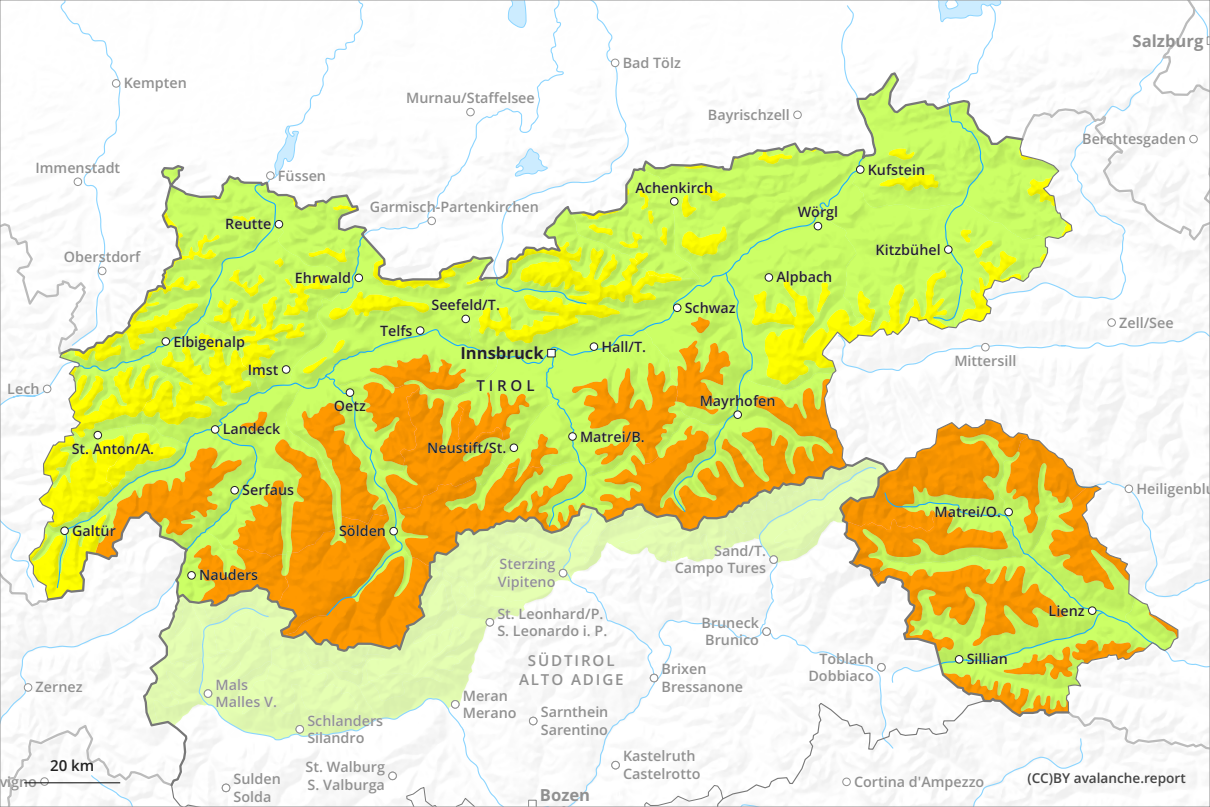 Salzburg
Bad Tölz
Kempten
Murnau/Staffelsee
Bayrischzell
Berchtesgaden
Immenstadt
Füssen
Kufstein
Achenkirch
Garmisch-Partenkirchen
Wörgl
Reutte
Kitzbühel
Oberstdorf
Ehrwald
Alpbach
Seefeld/T.
Schwaz
Telfs
Zell/See
Elbigenalp
Innsbruck
Hall/T.
Mittersill
Imst
TIROL
Lech
Oetz
Mayrhofen
Landeck
Matrei/B.
St. Anton/A.
Neustift/St.
Serfaus
Heiligenblu
Matrei/O.
Galtür
Sölden
Sterzing
Vipiteno
Sand/T.
Campo Tures
Nauders
St. Leonhard/P.
S. Leonardo i. P.
Lienz
Bruneck
Brunico
SÜDTIROL
ALTO ADIGE
Toblach
Dobbiaco
Sillian
Brixen
Bressanone
Zernez
Mals
Malles V.
Meran
Merano
Sarnthein
Sarentino
Schlanders
Silandro
20 km
St. Walburg
S. Valburga
Kastelruth
Castelrotto
vigno
Sulden
Solda
Cortina d'Ampezzo
(CC)BY avalanche.report
Bozen